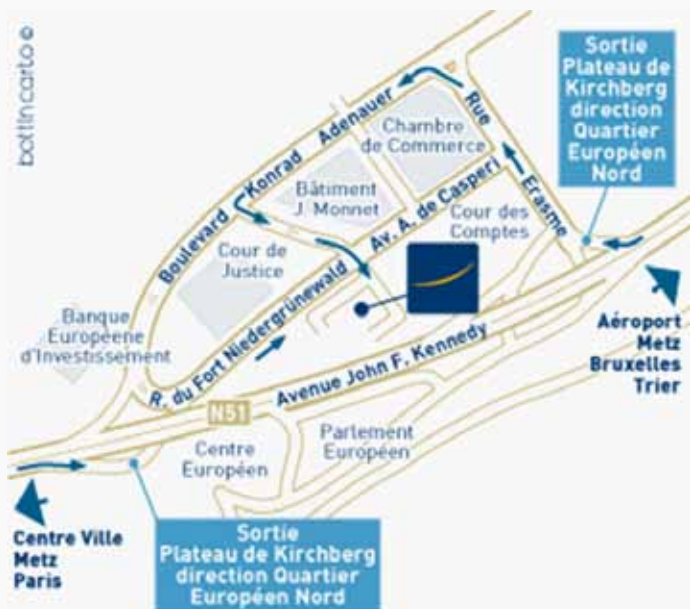 bottincarto ©
Sortie
Plateau de
Kirchberg
direction
Quartier
Européen
Nord
Boulevard Konrad Adenauer
Rue Erasme
Chambre
de Commerce
Bâtiment
J. Monnet
Av. A. de Casperi
Cour des
Comptes
Cour de
Justice
R. du Fort Niedergrünewald
Banque
Européene
d'Investissement
Aéroport
Metz
Bruxelles
Trier
Avenue John F. Kennedy
N51
Parlement
Européen
Centre
Européen
Centre Ville
Metz
Paris
Sortie
Plateau de Kirchberg
direction Quartier
Européen Nord